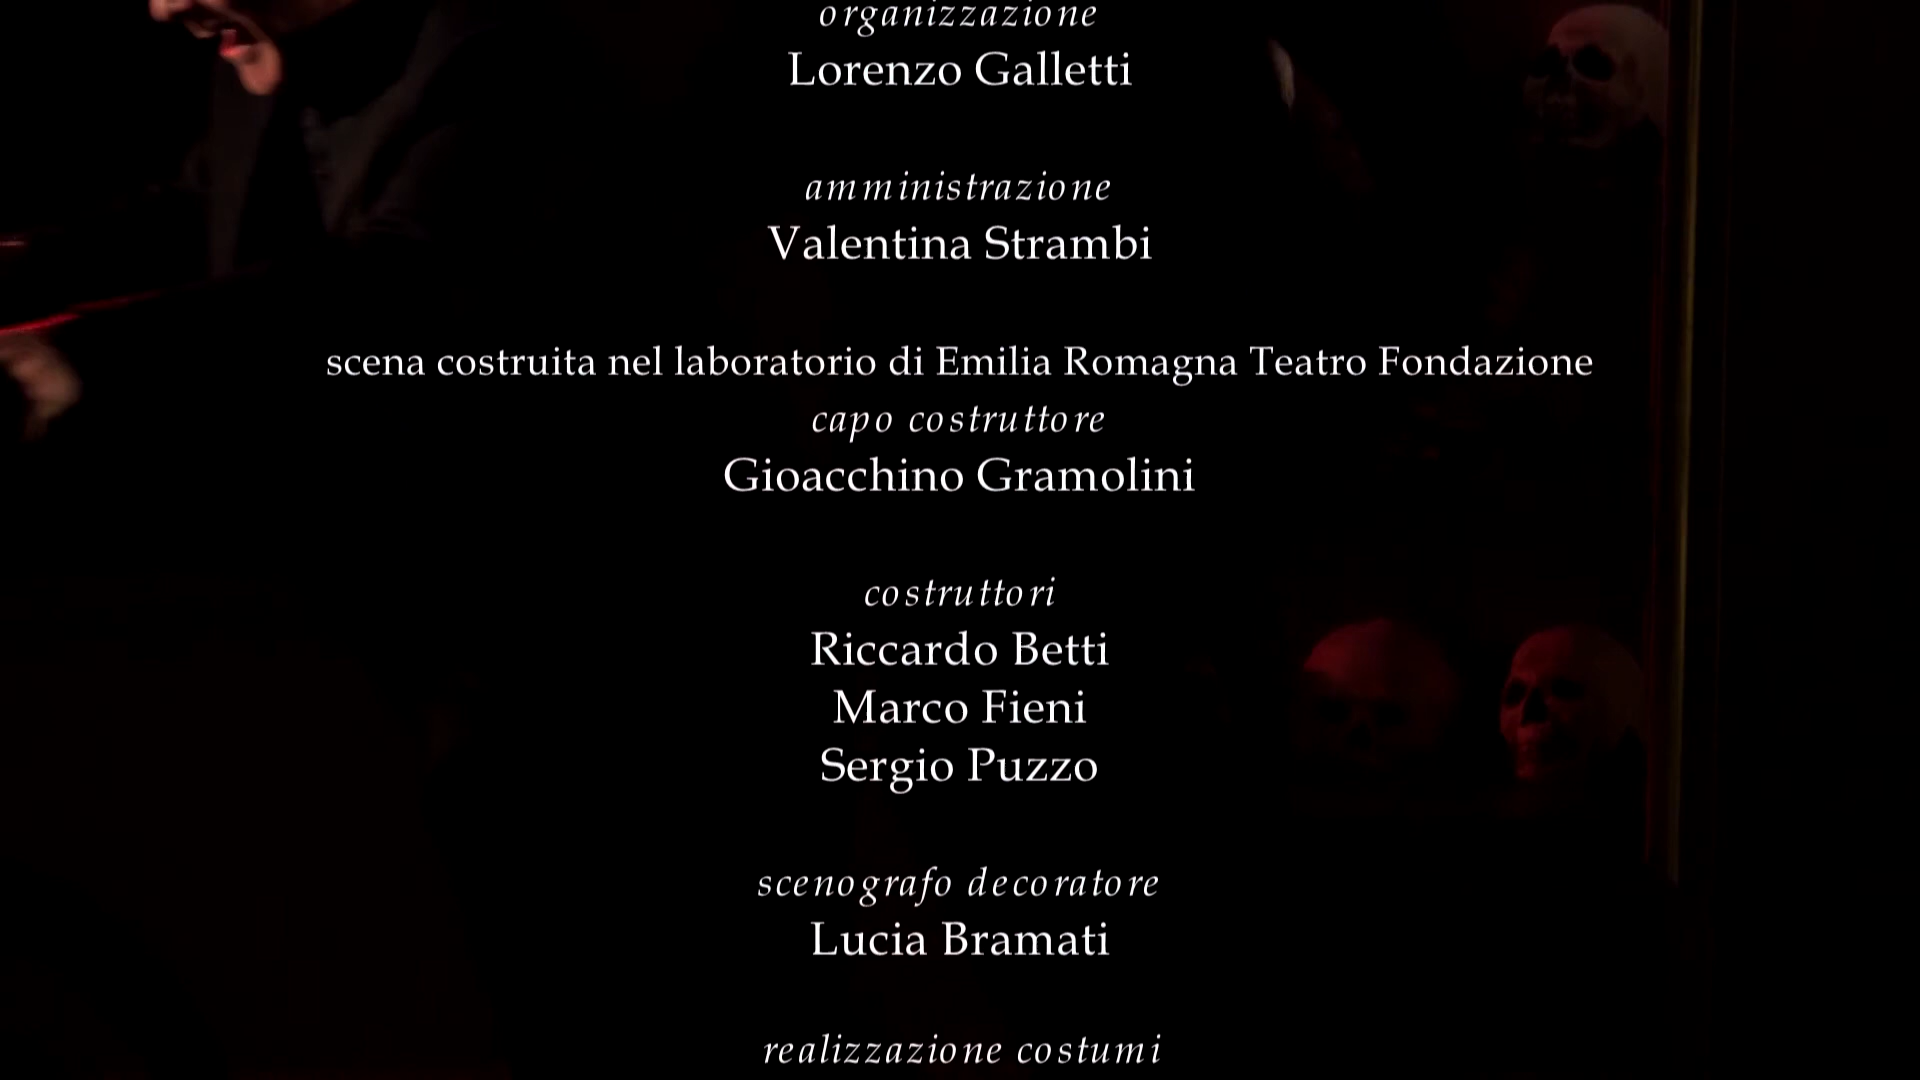 organizzazione
Lorenzo Galletti
amministrazione
Valentina Strambi
scena costruita nel laboratorio di Emilia Romagna Teatro Fondazione
capo costruttore
Gioacchino Gramolini
costruttori
Riccardo Betti
Marco Fieni
Sergio Puzzo
scenografo decoratore
Lucia Bramati
realizzazione costumi